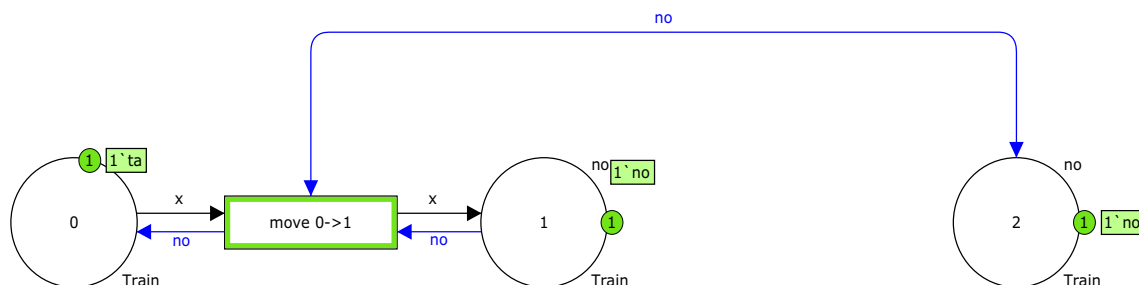 no
1 1`ta
no 1`no
no
x
x
0
move 0->1
1
1
2
1 1`no
no
no
Train
Train
Train